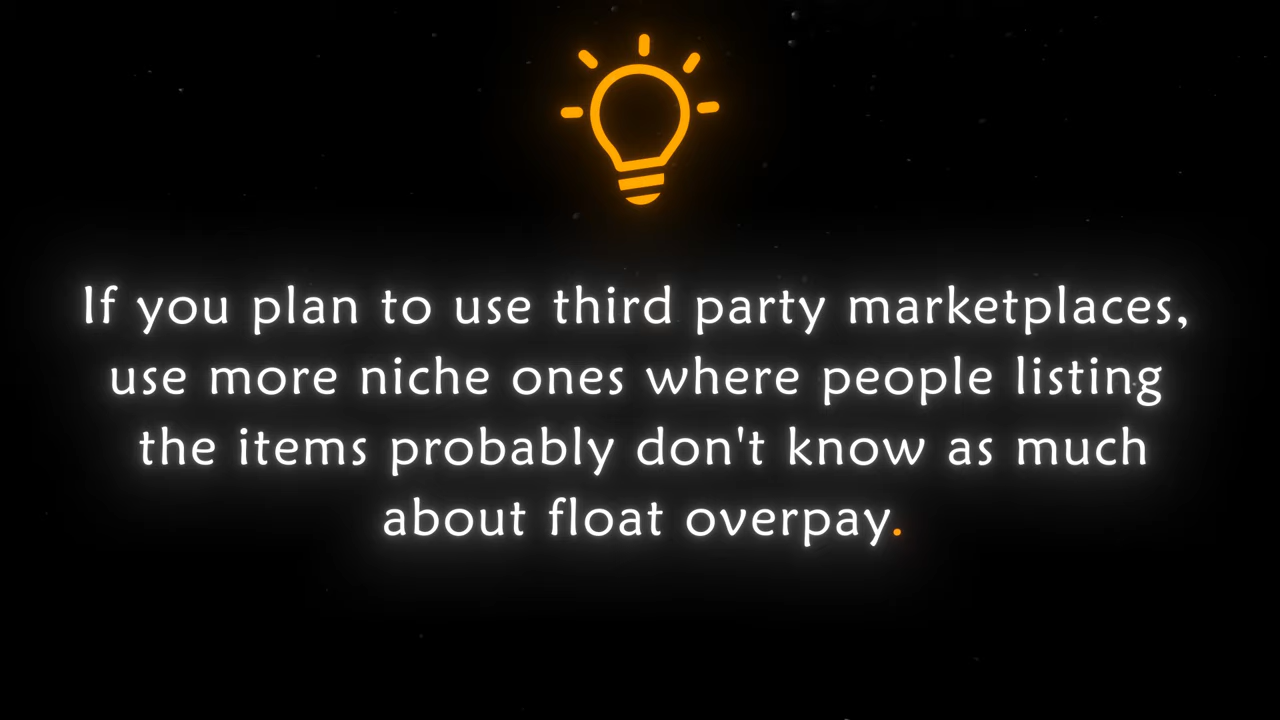 If you plan to use third party marketplaces,
use more niche ones where people listing
the items probably don't know as much
about float overpay.